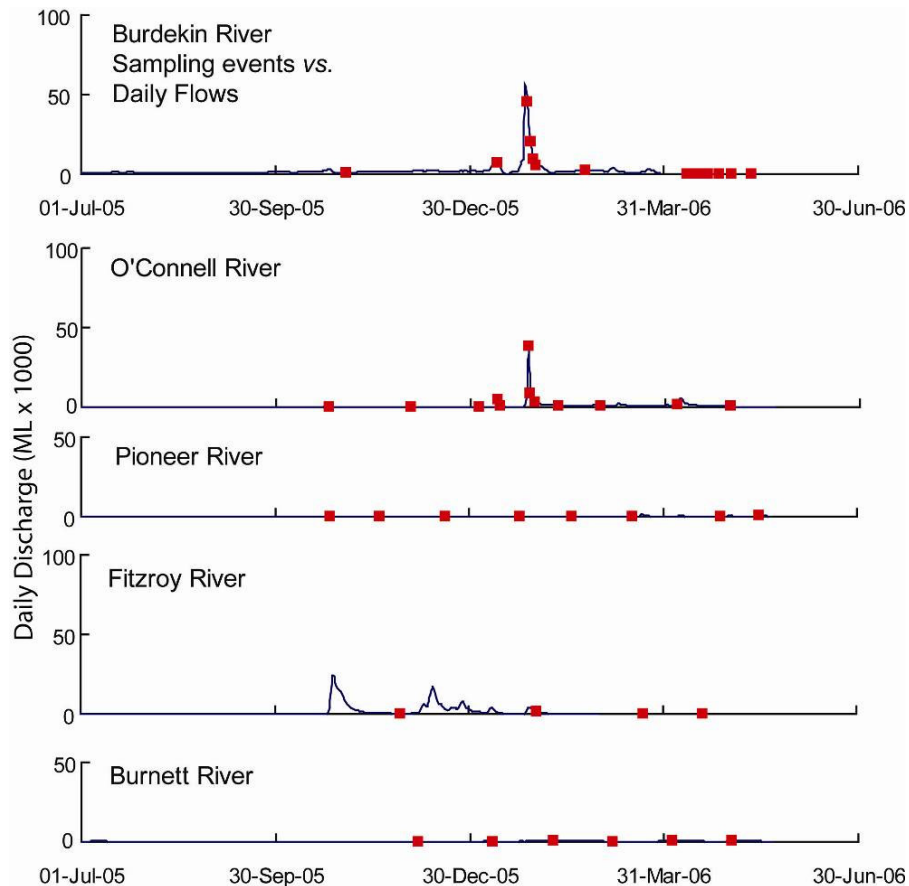 100
Burdekin River
Sampling events vs.
Daily Flows
50
0
01-Jul-05 30-Sep-05 30-Dec-05 31-Mar-06 30-Jun-06
Daily Discharge (ML x 1000)
100
O'Connell River
50
0
50
Pioneer River
0
100
Fitzroy River
50
0
50
Burnett River
0
01-Jul-05 30-Sep-05 30-Dec-05 31-Mar-06 30-Jun-06